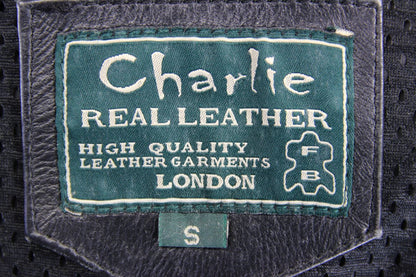 Charlie
REAL LEATHER
HIGH QUALITY
LEATHER GARMENTS
LONDON
F
B
S